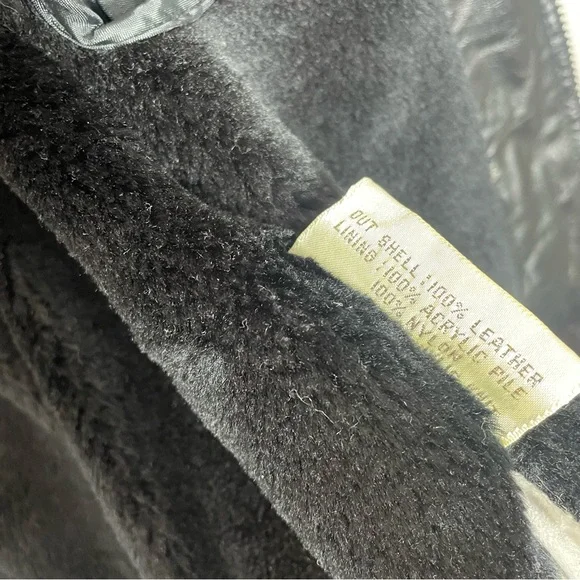 OUT SHELL:100% LEATHER
LINING:100% ACRYLIC PILE
100% NYLON